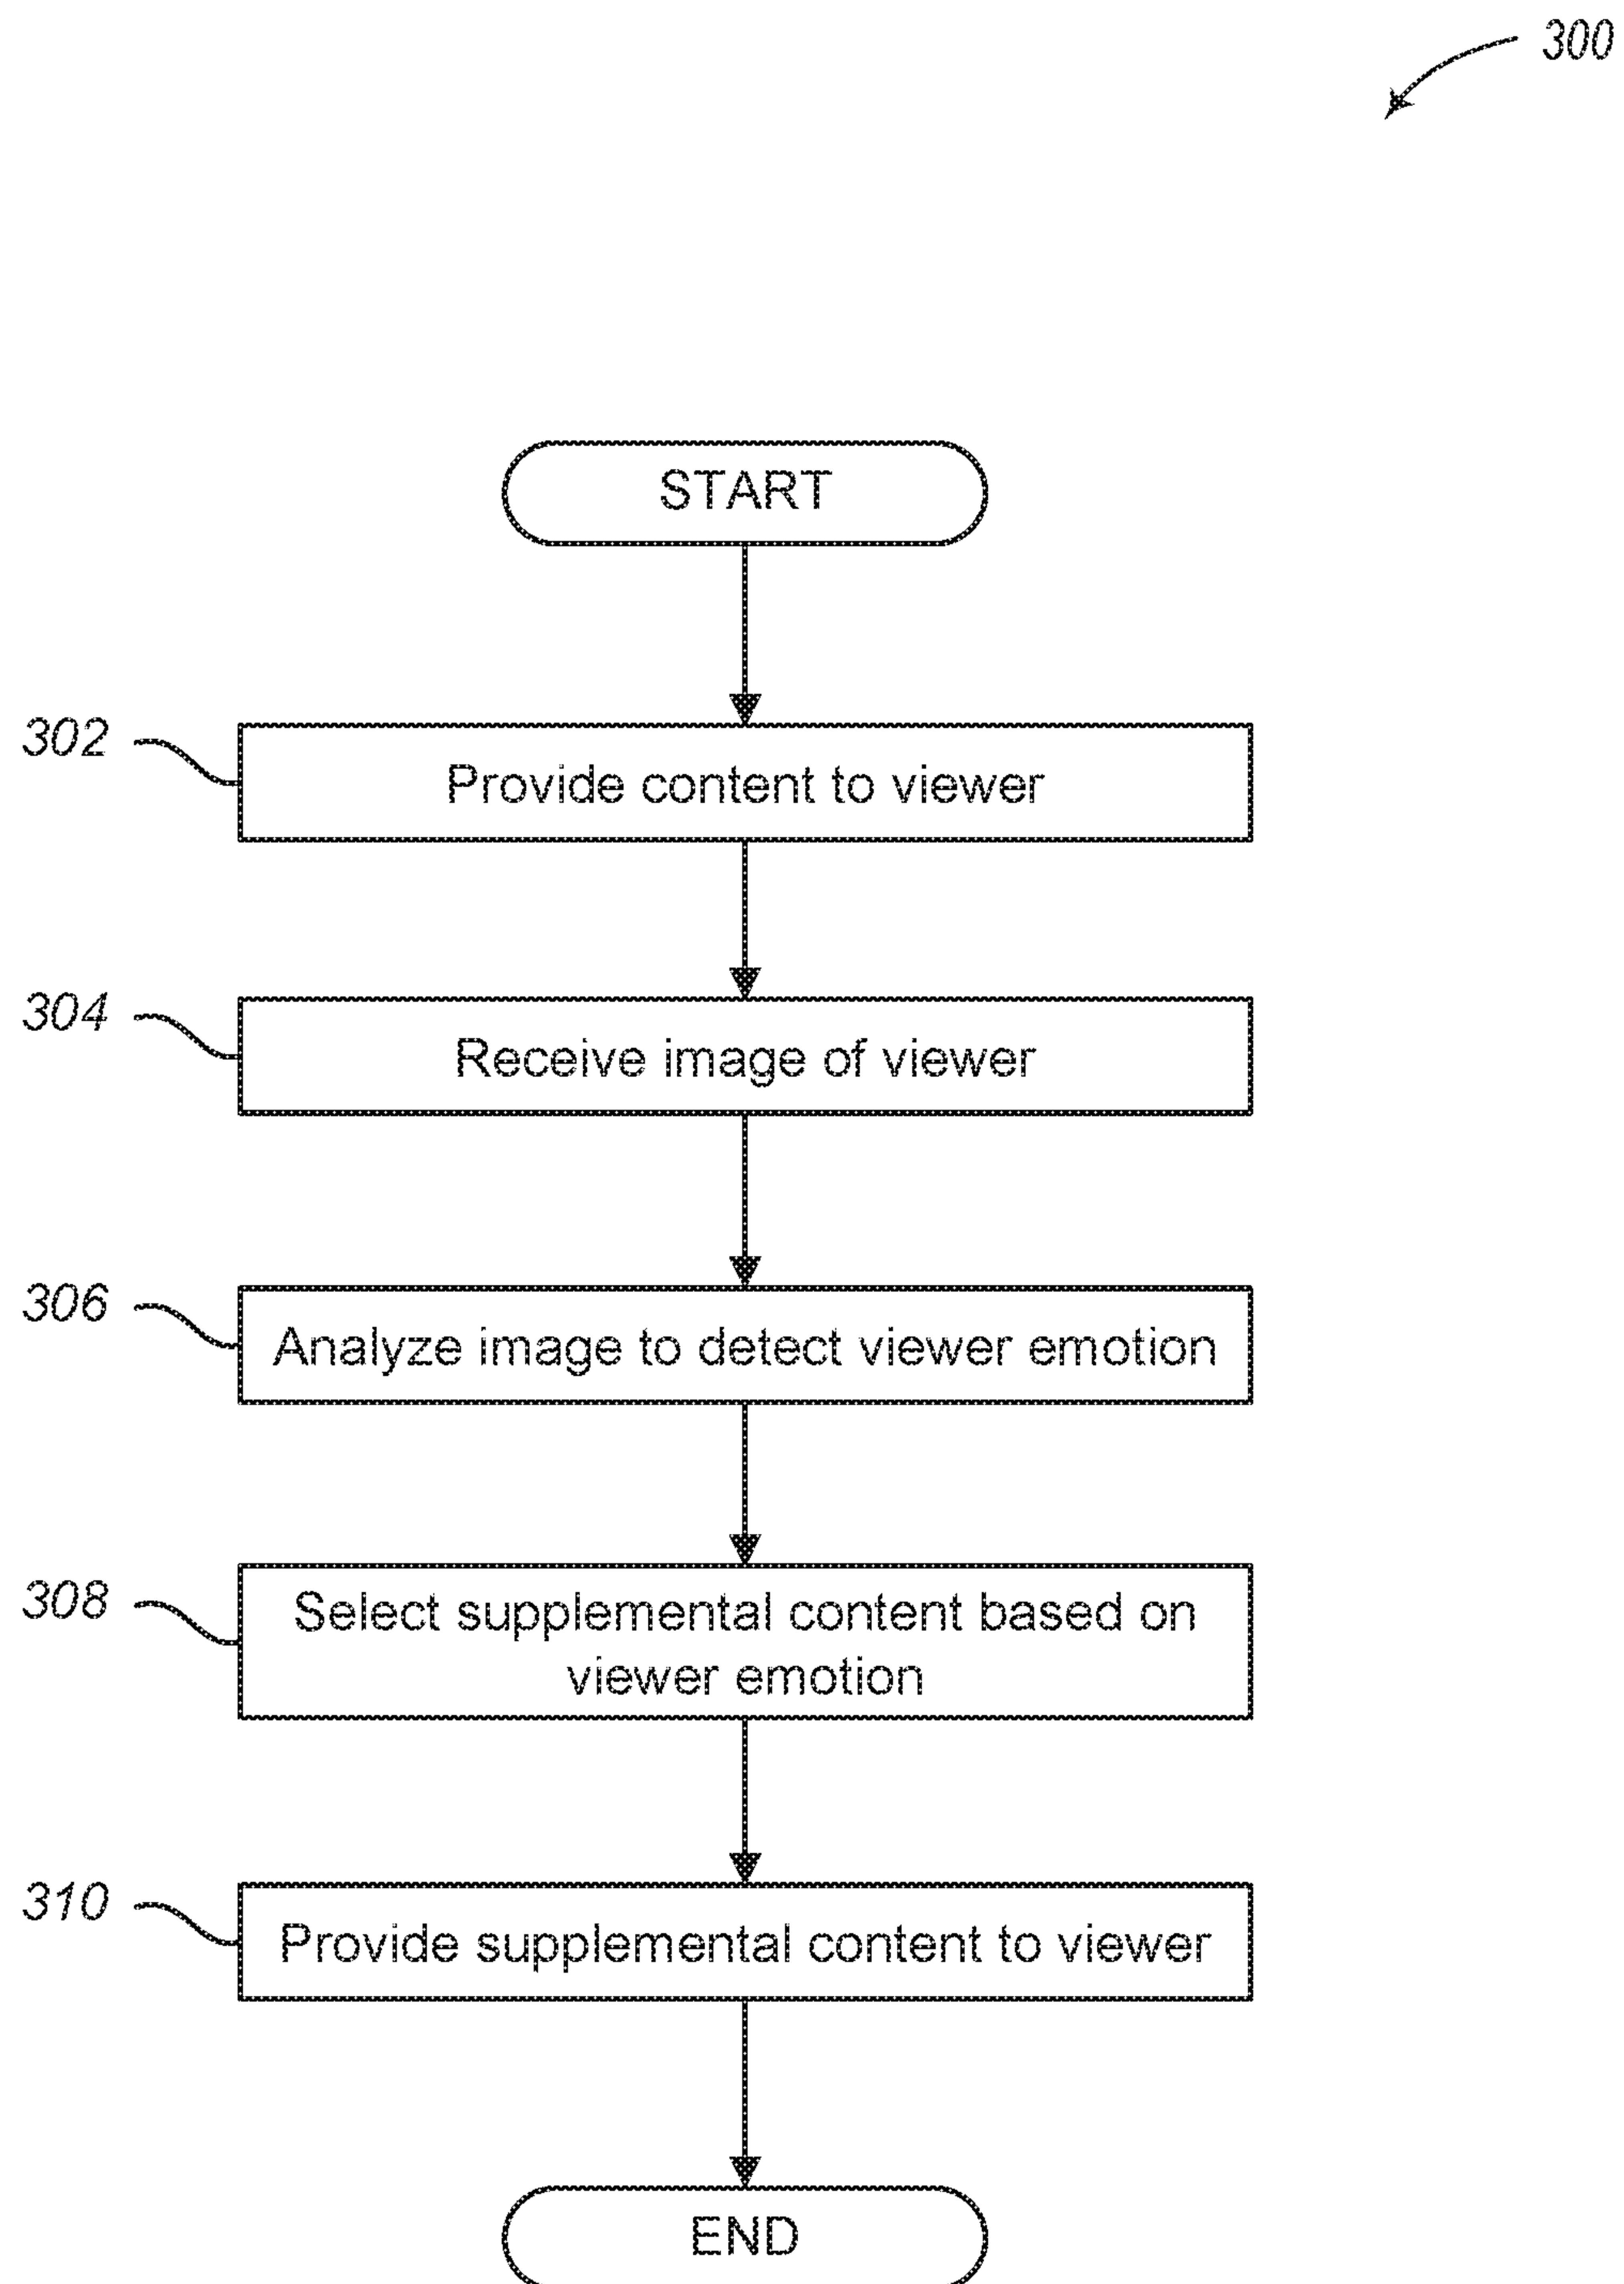 300
START
302
Provide content to viewer
304
Receive image of viewer
306
Analyze image to detect viewer emotion
308
Select supplemental content based on
viewer emotion
310
Provide supplemental content to viewer
END